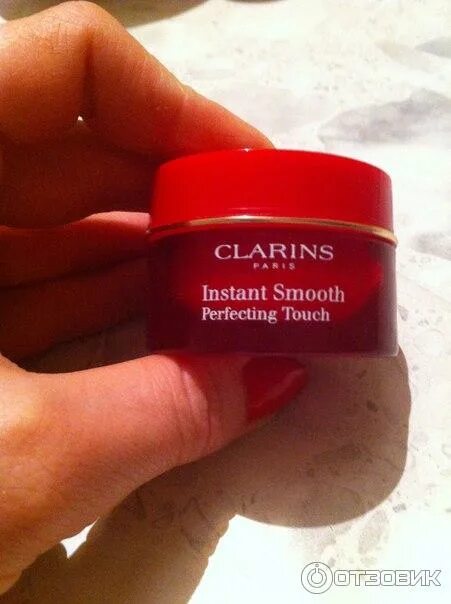 CLARINS
PARIS
Instant Smooth
Perfecting Touch
ОТЗОВИК